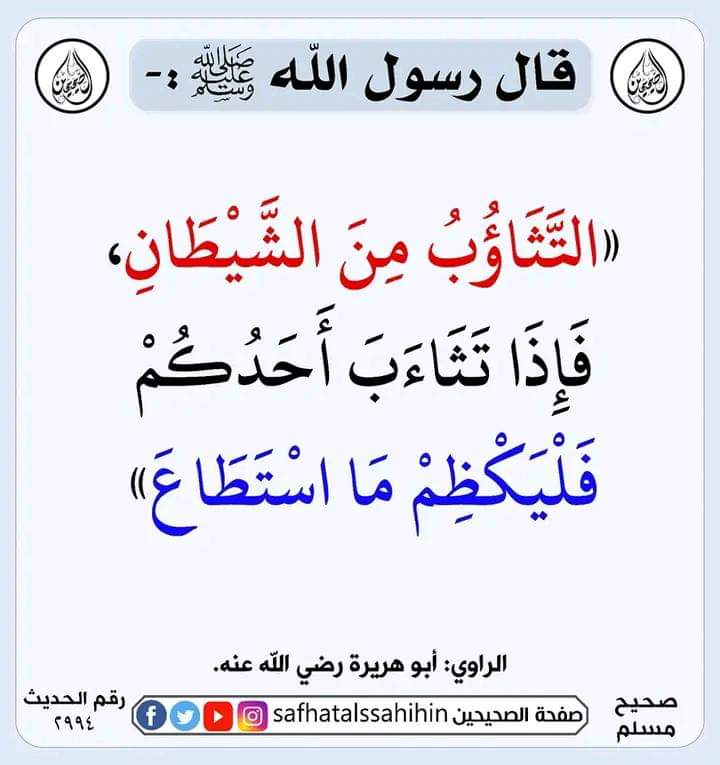 قال رسول الله ﷺ :-
((التَّثَاؤُبُ مِنَ الشَّيْطَانِ،
فَإِذَا تَثَاءَبَ أَحَدُكُمْ
فَلْيَكْظِمْ مَا اسْتَطَاعَ))
الراوي: أبو هريرة رضي الله عنه.
صحيح
مسلم
صفحة الصحيحين safhatalssahihin
رقم الحديث
٢٩٩٤